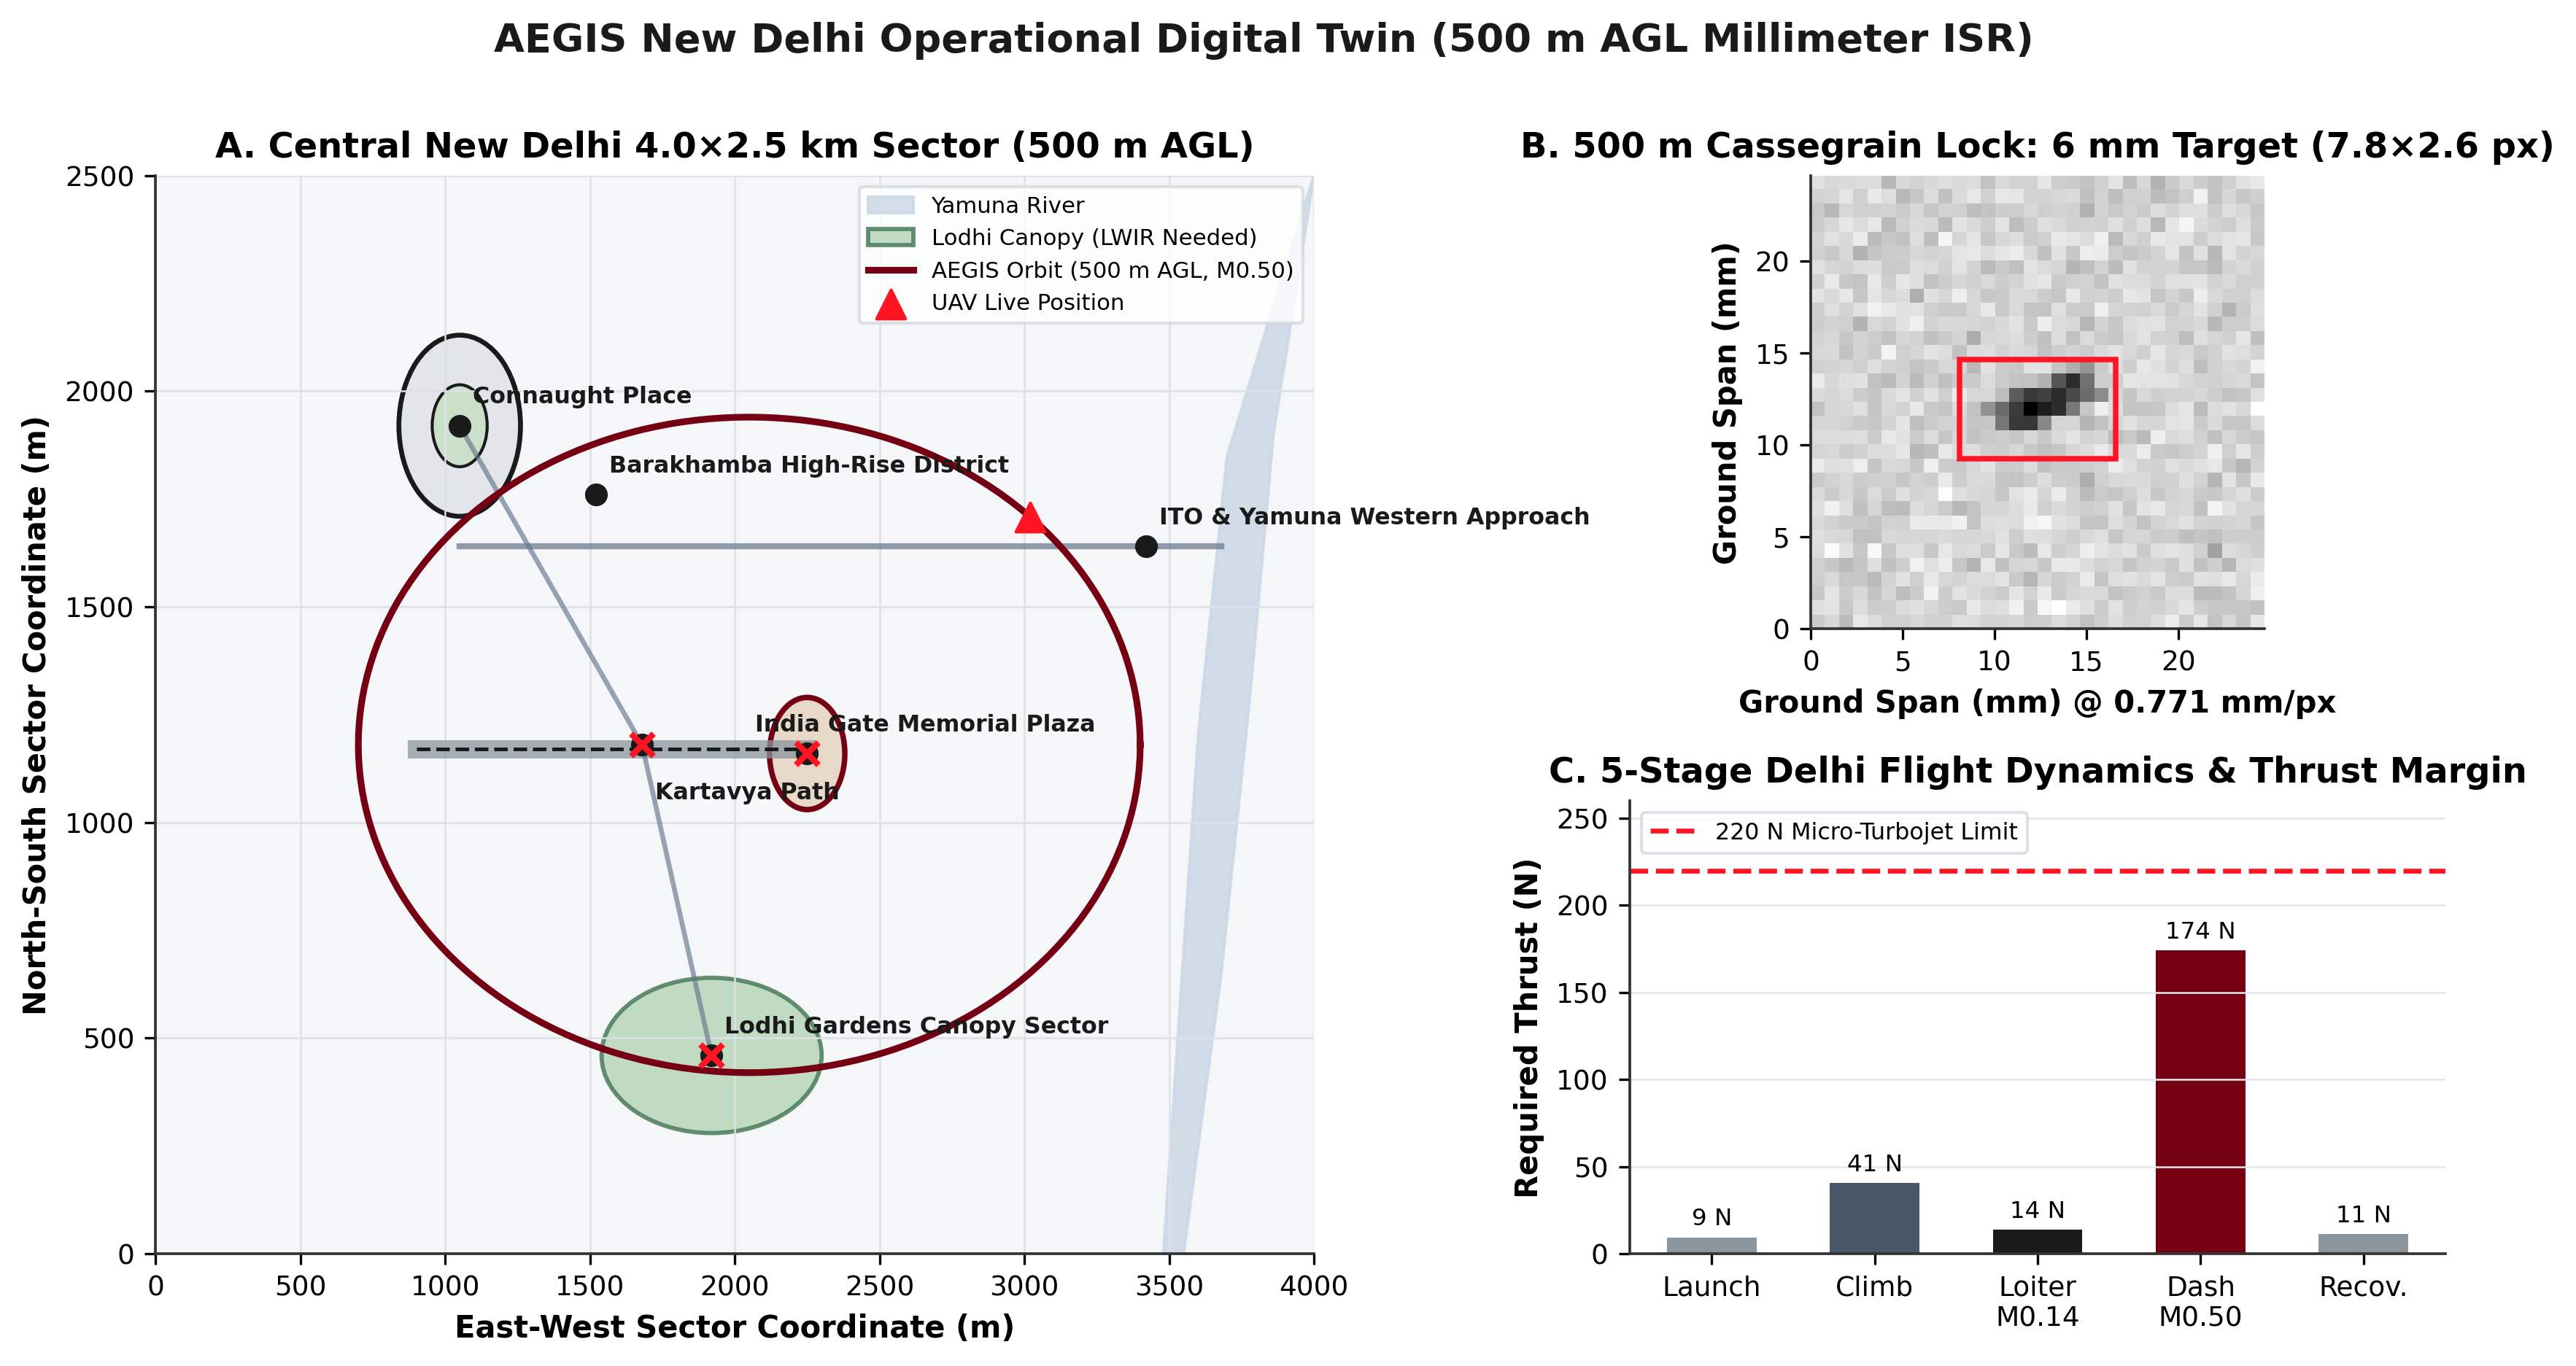 AEGIS New Delhi Operational Digital Twin (500 m AGL Millimeter ISR)
A. Central New Delhi 4.0×2.5 km Sector (500 m AGL)
North-South Sector Coordinate (m)
2500
2000
1500
1000
500
0
Yamuna River
Lodhi Canopy (LWIR Needed)
AEGIS Orbit (500 m AGL, M0.50)
UAV Live Position
Connaught Place
Barakhamba High-Rise District
ITO & Yamuna Western Approach
India Gate Memorial Plaza
Kartavya Path
Lodhi Gardens Canopy Sector
0 500 1000 1500 2000 2500 3000 3500 4000
East-West Sector Coordinate (m)
B. 500 m Cassegrain Lock: 6 mm Target (7.8×2.6 px)
Ground Span (mm)
20
15
10
5
0
0 5 10 15 20
Ground Span (mm) @ 0.771 mm/px
C. 5-Stage Delhi Flight Dynamics & Thrust Margin
Required Thrust (N)
250
200
150
100
50
0
220 N Micro-Turbojet Limit
9 N
41 N
14 N
174 N
11 N
Launch Climb Loiter Dash Recov.
M0.14 M0.50